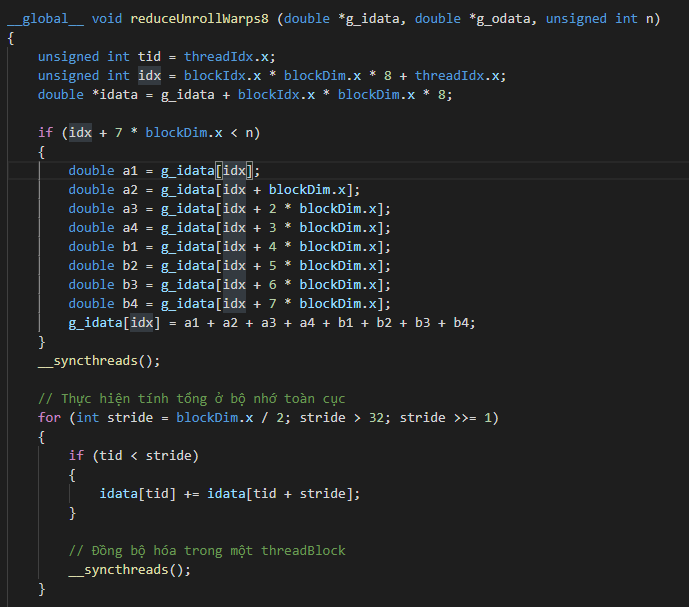 __global__ void reduceUnrollWarps8 (double *g_idata, double *g_odata, unsigned int n)
{
    unsigned int tid = threadIdx.x;
    unsigned int idx = blockIdx.x * blockDim.x * 8 + threadIdx.x;
    double *idata = g_idata + blockIdx.x * blockDim.x * 8;

    if (idx + 7 * blockDim.x < n)
    {
        double a1 = g_idata[idx];
        double a2 = g_idata[idx + blockDim.x];
        double a3 = g_idata[idx + 2 * blockDim.x];
        double a4 = g_idata[idx + 3 * blockDim.x];
        double b1 = g_idata[idx + 4 * blockDim.x];
        double b2 = g_idata[idx + 5 * blockDim.x];
        double b3 = g_idata[idx + 6 * blockDim.x];
        double b4 = g_idata[idx + 7 * blockDim.x];
        g_idata[idx] = a1 + a2 + a3 + a4 + b1 + b2 + b3 + b4;
    }
    __syncthreads();

    // Thực hiện tính tổng ở bộ nhớ toàn cục
    for (int stride = blockDim.x / 2; stride > 32; stride >>= 1)
    {
        if (tid < stride)
        {
            idata[tid] += idata[tid + stride];
        }

        // Đồng bộ hóa trong một threadBlock
        __syncthreads();
    }